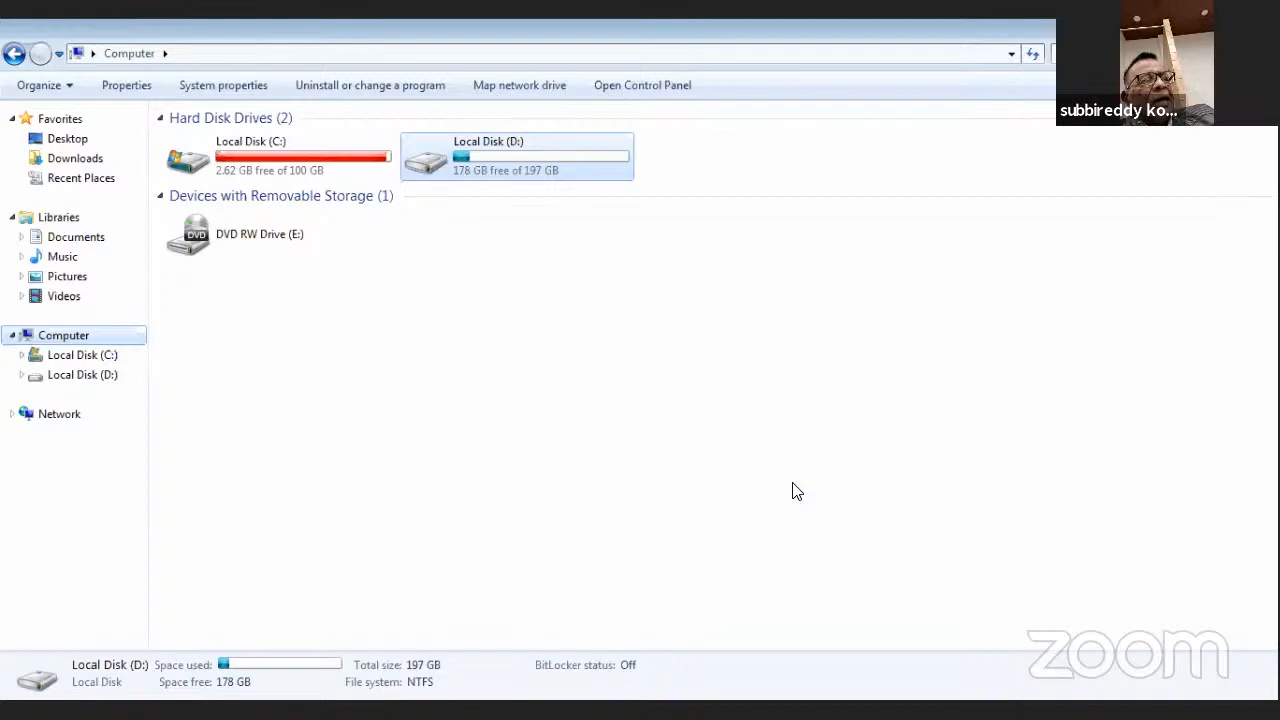 Computer
Organize
Properties
System properties
Uninstall or change a program
Map network drive
Open Control Panel
subbireddy ko...
Favorites
Desktop
Downloads
Recent Places
Libraries
Documents
Music
Pictures
Videos
Computer
Local Disk (C:)
Local Disk (D:)
Network
Hard Disk Drives (2)
Local Disk (C:)
2.62 GB free of 100 GB
Local Disk (D:)
178 GB free of 197 GB
Devices with Removable Storage (1)
DVD
DVD RW Drive (E:)
Local Disk (D:) Space used: Total size: 197 GB BitLocker status: Off
Local Disk Space free: 178 GB File system: NTFS
zoom